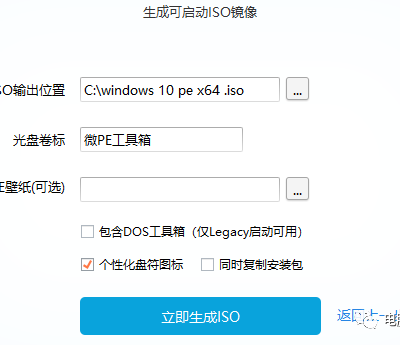 生成可启动ISO镜像
SO输出位置 C:\windows 10 pe x64 .iso ...
光盘卷标 微PE工具箱
E壁纸(可选) ...
包含DOS工具箱（仅Legacy启动可用）
个性化盘符图标 同时复制安装包
立即生成ISO 返回上一 电脑